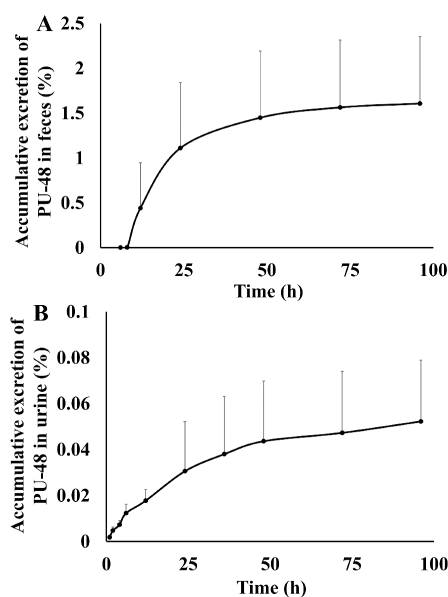 A
Accumulative excretion of
PU-48 in feces (%)
2.5
2
1.5
1
0.5
0
0
25
50
75
100
Time (h)
B
Accumulative excretion of
PU-48 in urine (%)
0.1
0.08
0.06
0.04
0.02
0
0
25
50
75
100
Time (h)